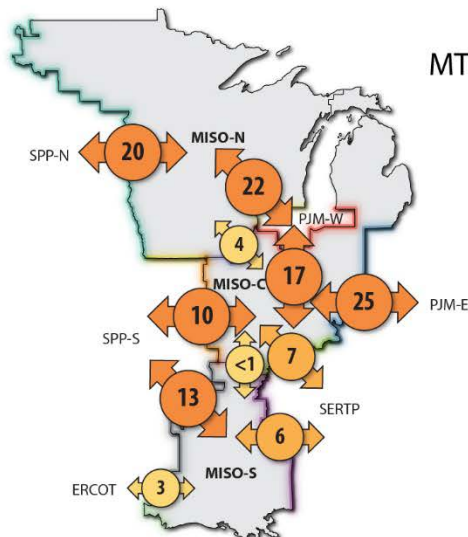 MT
MISO-N
SPP-N
20
22
PJM-W
4
17
MISO-C
25
PJM-E
10
SPP-S
<1
7
13
SERTP
6
MISO-S
ERCOT
3